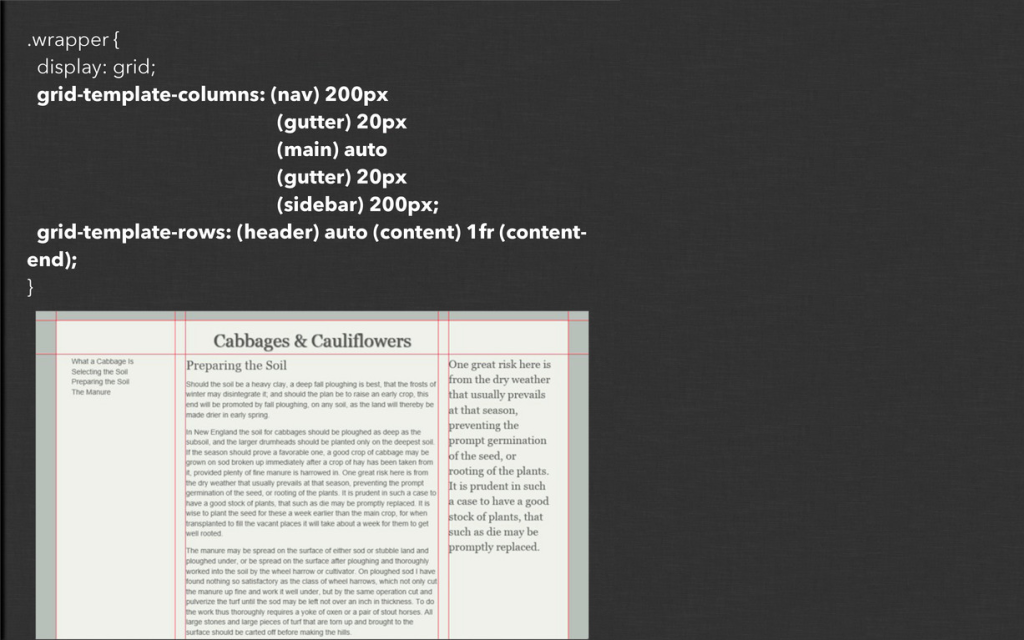 .wrapper {
display: grid;
grid-template-columns: (nav) 200px
(gutter) 20px
(main) auto
(gutter) 20px
(sidebar) 200px;
grid-template-rows: (header) auto (content) 1fr (content-
end);
}
Cabbages & Cauliflowers
What a Cabbage Is
Selecting the Soil
Preparing the Soil
The Manure
Preparing the Soil
Should the soil be a heavy clay, a deep fall ploughing is best, that the frosts of
winter may disintegrate it; and should the plan be to raise an early crop, this
end will be promoted by fall ploughing, on any soil, as the land will thereby be
made drier in early spring.
In New England the soil for cabbages should be ploughed as deep as the
subsoil, and the larger drumheads should be planted only on the deepest soil.
If the season should prove a favorable one, a good crop of cabbage may be
grown on sod broken up immediately after a crop of hay has been taken from
it, provided plenty of fine manure is harrowed in. One great risk here is from
the dry weather that usually prevails at that season, preventing the prompt
germination of the seed, or rooting of the plants. It is prudent in such a case to
have a good stock of plants, that such as die may be promptly replaced. It is
wise to plant the seed for these a week earlier than the main crop, for when
transplanted to fill the vacant places it will take about a week for them to get
well rooted.
The manure may be spread on the surface of either sod or stubble land and
ploughed under, or be spread on the surface after ploughing and thoroughly
worked into the soil by the wheel harrow or cultivator. On ploughed sod I have
found nothing so satisfactory as the class of wheel harrows, which not only cut
the manure up fine and work it well under, but by the same operation cut and
pulverize the turf until the sod may be left not over an inch in thickness. To do
the work thus thoroughly requires a yoke of oxen or a pair of stout horses. All
large stones and large pieces of turf that are torn up and brought to the
surface should be carted off before making the hills.
One great risk here is
from the dry weather
that usually prevails
at that season,
preventing the
prompt germination
of the seed, or
rooting of the plants.
It is prudent in such
a case to have a good
stock of plants, that
such as die may be
promptly replaced.